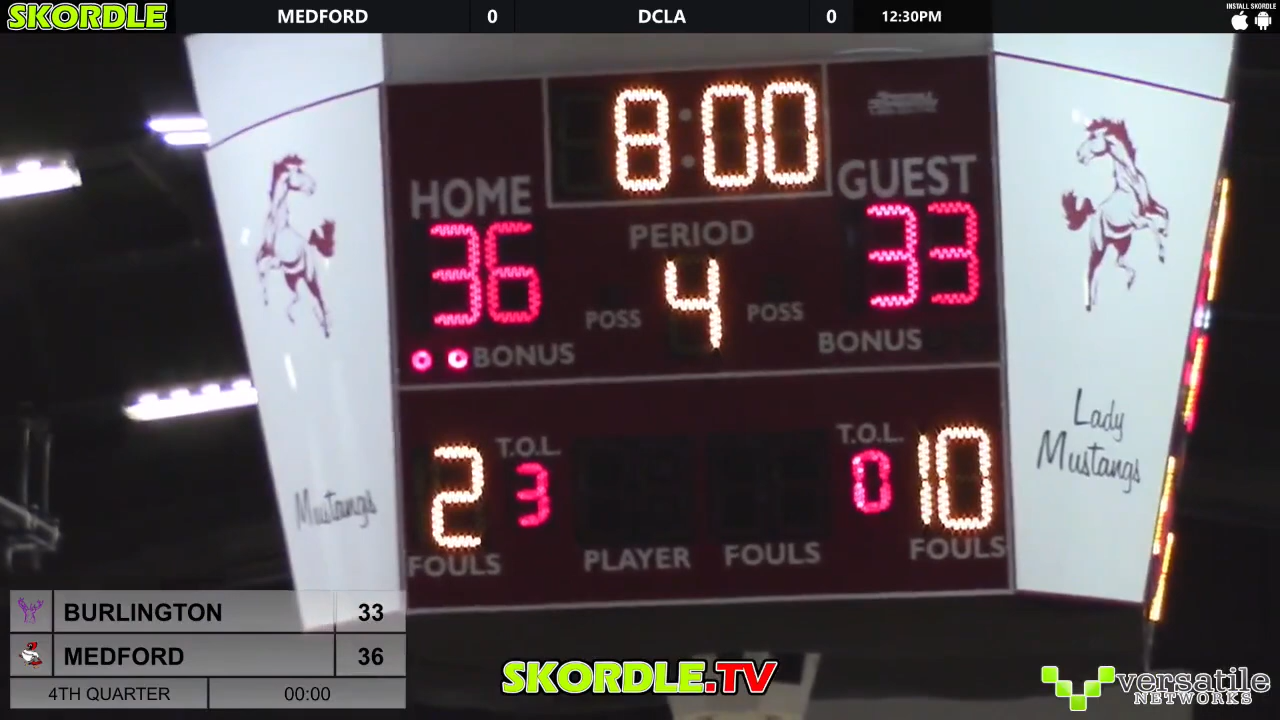 SKORDLE MEDFORD 0 DCLA 0 12:30PM INSTALL SKORDLE
8:00
HOME GUEST
36 PERIOD 33
4
POSS POSS
BONUS BONUS
T.O.L. T.O.L.
2 3 0 10
FOULS PLAYER FOULS FOULS
Mustangs
Lady
Mustangs
BURLINGTON 33
MEDFORD 36
4TH QUARTER 00:00
SKORDLE.TV
versatile
NETWORKS